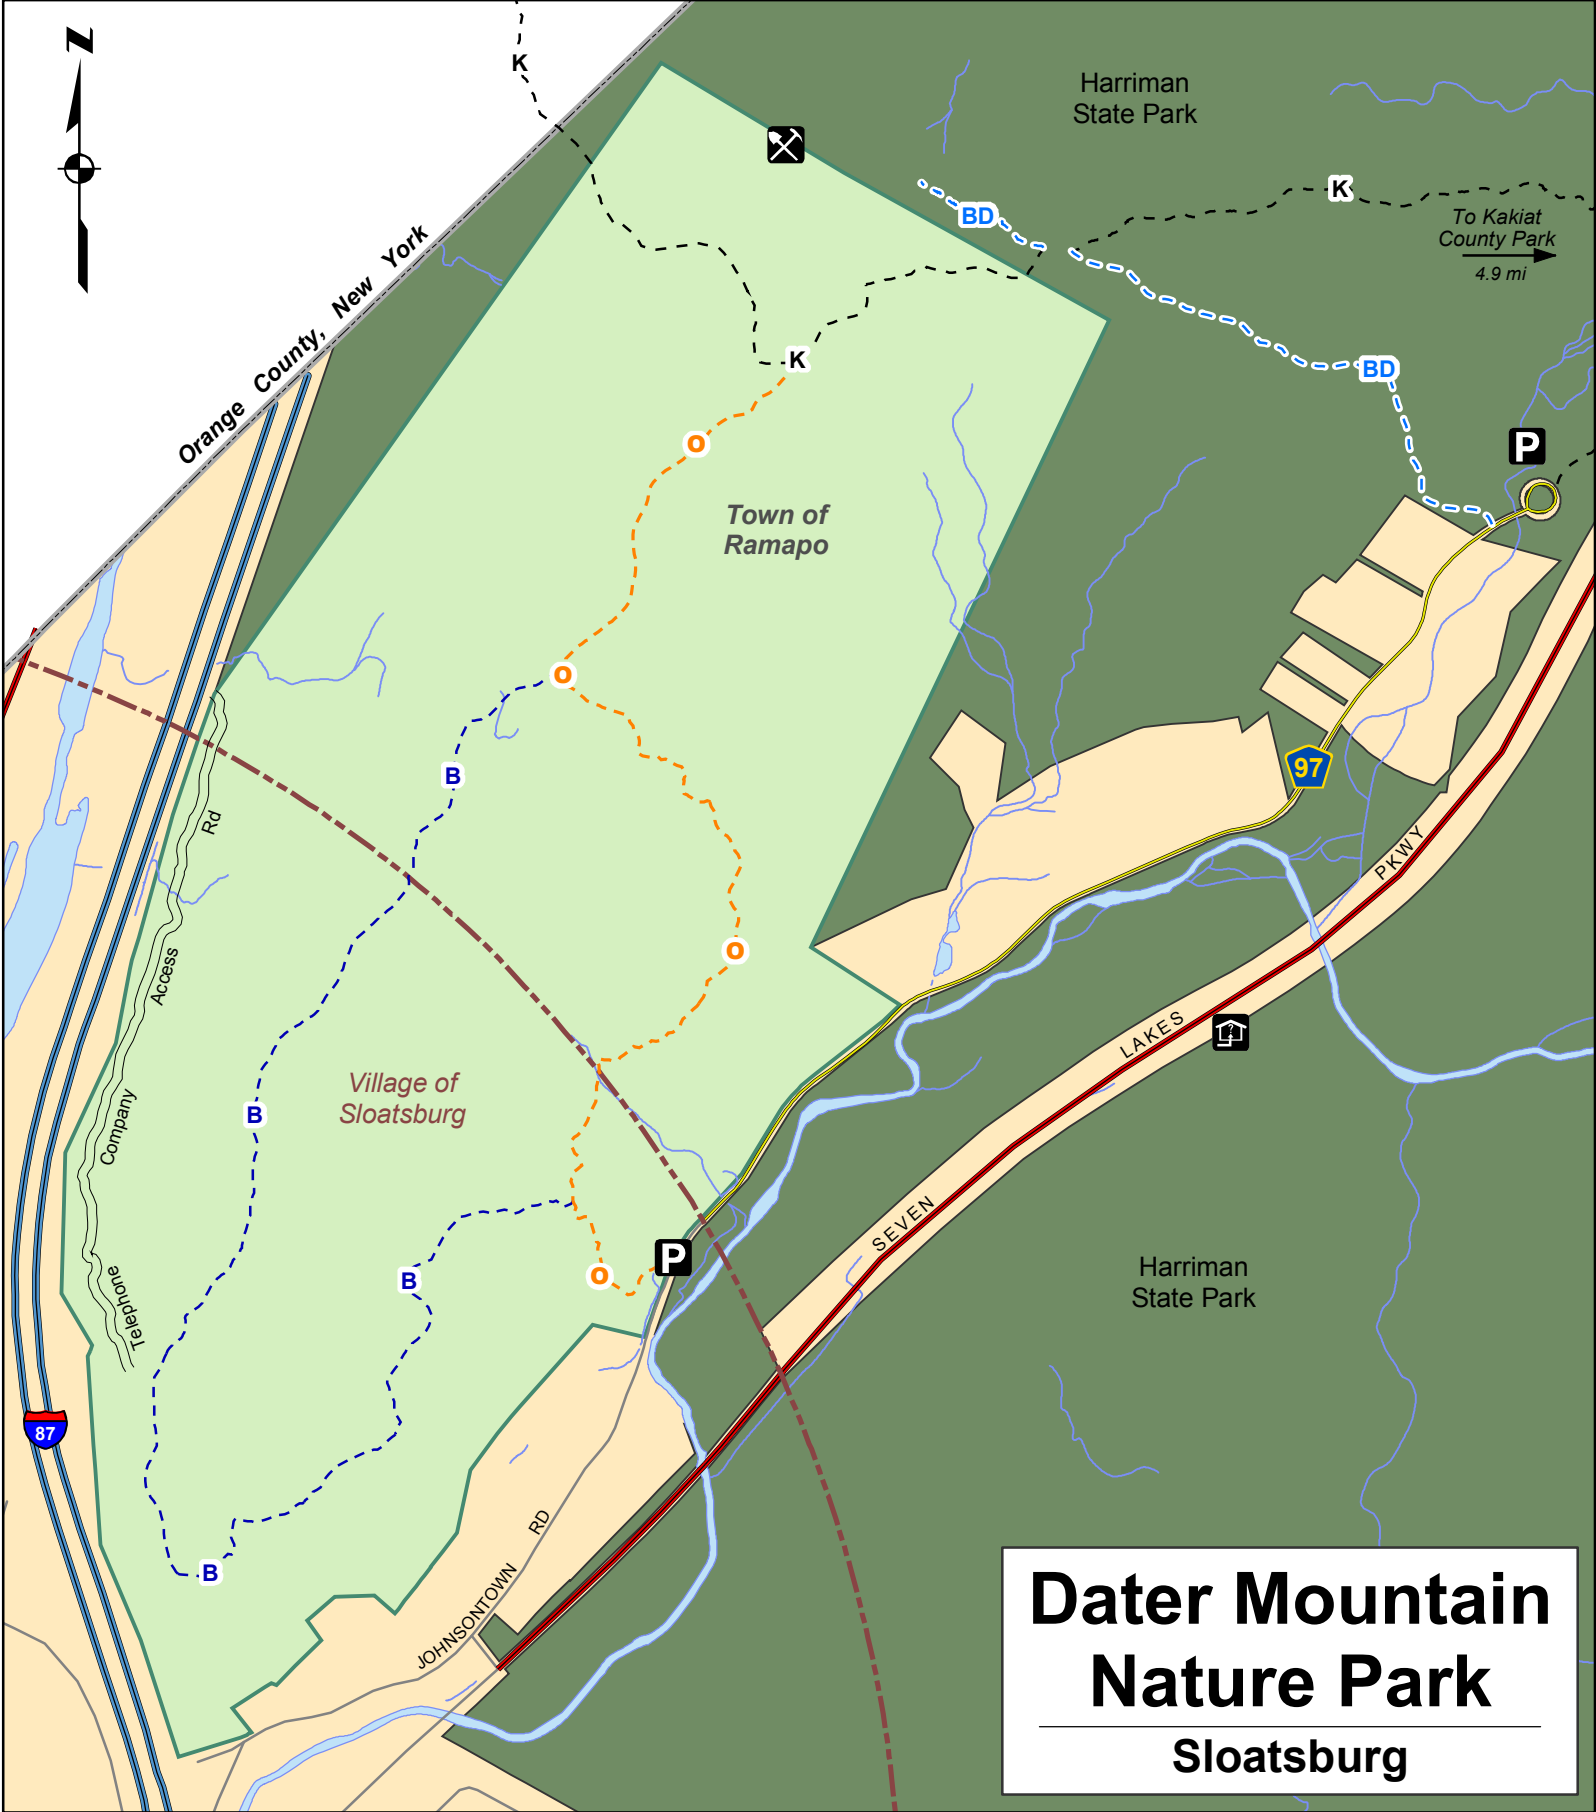 N
K
Harriman
State Park
K
BD
To Kakiat
County Park
4.9 mi
Orange County, New York
K
BD
O
P
Town of
Ramapo
O
B
97
Rd
PKWY
O
Access
LAKES
?
Village of
Sloatsburg
B
Company
SEVEN
P
O
B
Harriman
State Park
Telephone
87
RD
B
JOHNSONTOWN
Dater Mountain
Nature Park
Sloatsburg